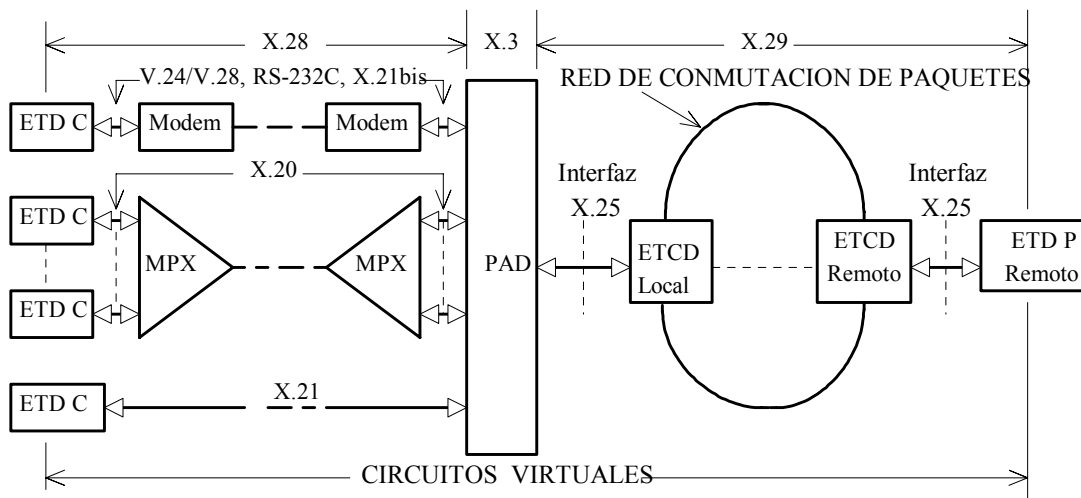 X.28
X.3
X.29
V.24/V.28, RS-232C, X.21bis
RED DE CONMUTACION DE PAQUETES
ETD C
Modem
Modem
X.20
Interfaz
X.25
Interfaz
X.25
ETD C
MPX
MPX
PAD
ETCD
Local
ETCD
Remoto
ETD P
Remoto
ETD C
ETD C
X.21
CIRCUITOS VIRTUALES